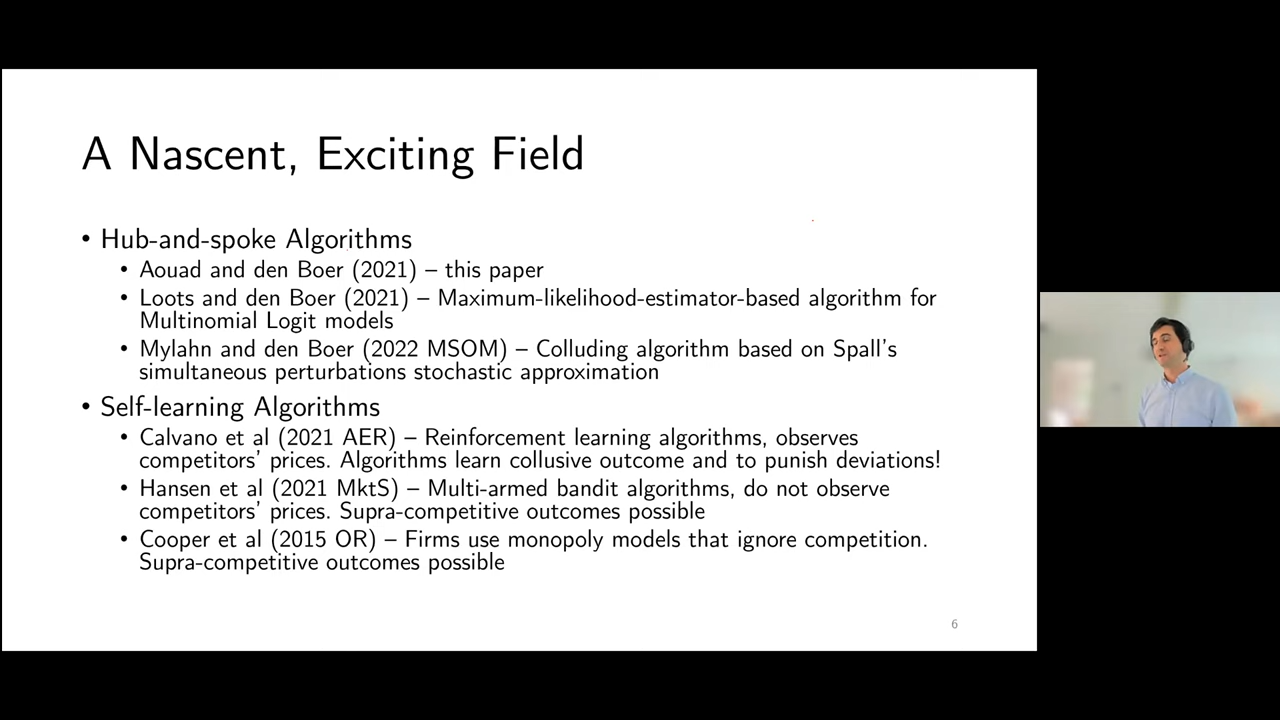 A Nascent, Exciting Field
• Hub-and-spoke Algorithms
• Aouad and den Boer (2021) – this paper
• Loots and den Boer (2021) – Maximum-likelihood-estimator-based algorithm for
Multinomial Logit models
• Mylahn and den Boer (2022 MSOM) – Colluding algorithm based on Spall's
simultaneous perturbations stochastic approximation
• Self-learning Algorithms
• Calvano et al (2021 AER) – Reinforcement learning algorithms, observes
competitors' prices. Algorithms learn collusive outcome and to punish deviations!
• Hansen et al (2021 MktS) – Multi-armed bandit algorithms, do not observe
competitors' prices. Supra-competitive outcomes possible
• Cooper et al (2015 OR) – Firms use monopoly models that ignore competition.
Supra-competitive outcomes possible
6